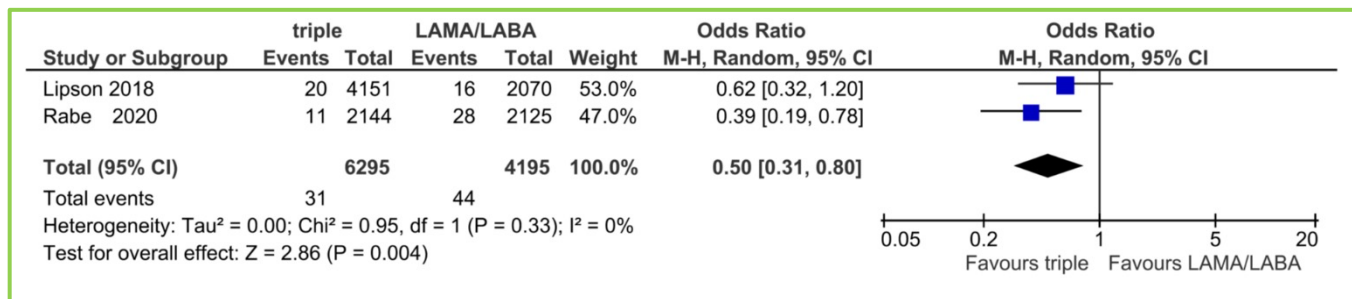 triple LAMA/LABA Odds Ratio Odds Ratio
Study or Subgroup Events Total Events Total Weight M-H, Random, 95% CI M-H, Random, 95% CI
Lipson 2018 20 4151 16 2070 53.0% 0.62 [0.32, 1.20]
Rabe 2020 11 2144 28 2125 47.0% 0.39 [0.19, 0.78]
Total (95% CI) 6295 4195 100.0% 0.50 [0.31, 0.80]
Total events 31 44
Heterogeneity: Tau² = 0.00; Chi² = 0.95, df = 1 (P = 0.33); I² = 0%
Test for overall effect: Z = 2.86 (P = 0.004)
0.05 0.2 1 5 20
Favours triple Favours LAMA/LABA